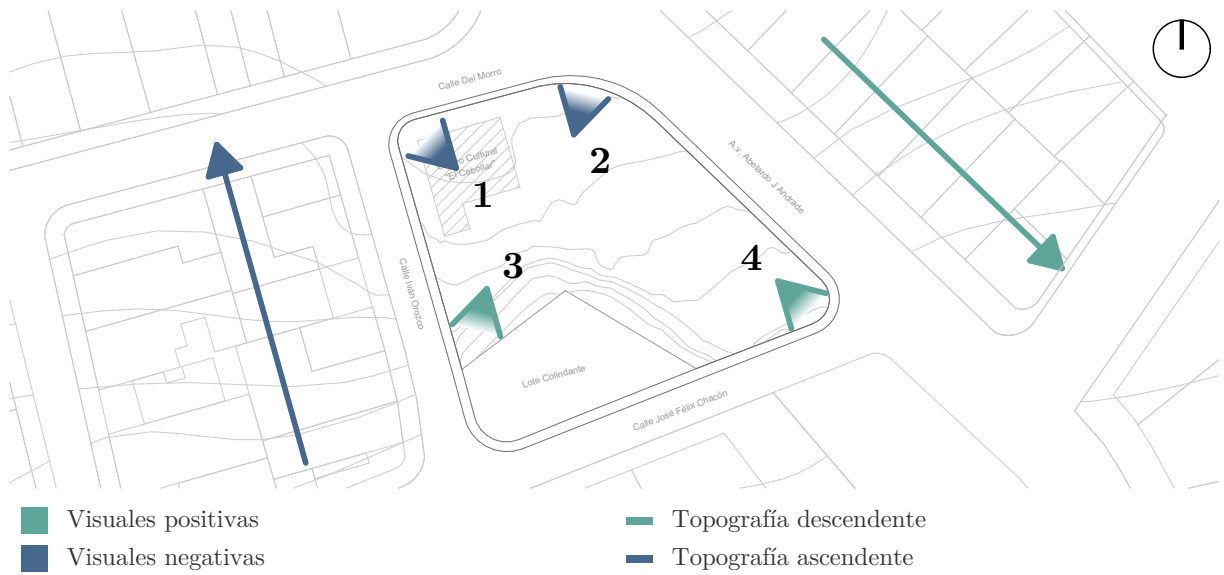 Calle Del Morro
Cultural
"El Cebollar"
1
2
A.v. Abelardo J Andrade
Calle Iván Orozco
3
4
Lote Colindante
Calle José Félix Chacón
Visuales positivas
Topografía descendente
Visuales negativas
Topografía ascendente